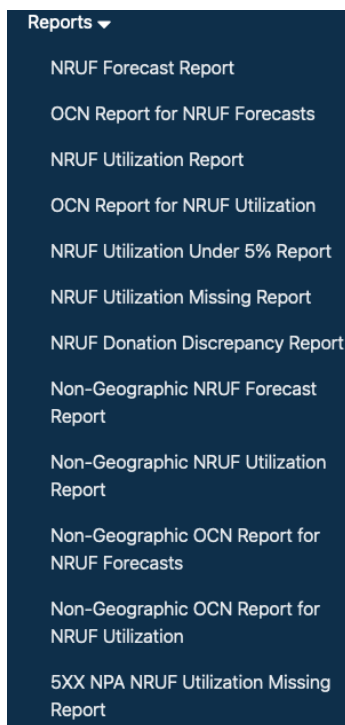 Reports
NRUF Forecast Report
OCN Report for NRUF Forecasts
NRUF Utilization Report
OCN Report for NRUF Utilization
NRUF Utilization Under 5% Report
NRUF Utilization Missing Report
NRUF Donation Discrepancy Report
Non-Geographic NRUF Forecast
Report
Non-Geographic NRUF Utilization
Report
Non-Geographic OCN Report for
NRUF Forecasts
Non-Geographic OCN Report for
NRUF Utilization
5XX NPA NRUF Utilization Missing
Report